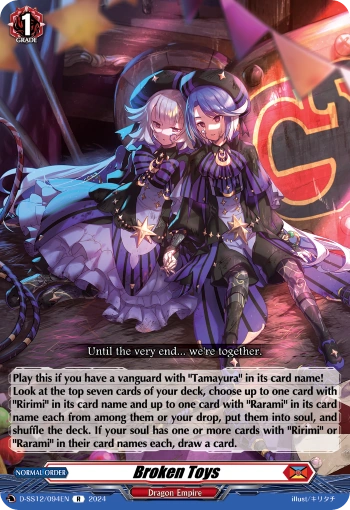 1
GRADE
Until the very end... we're together.
Play this if you have a vanguard with "Tamayura" in its card name!
Look at the top seven cards of your deck, choose up to one card with
"Ririmi" in its card name and up to one card with "Rarami" in its card
name each from among them or your drop, put them into soul, and
shuffle the deck. If your soul has one or more cards with "Ririmi" or
"Rarami" in their card names each, draw a card.
NORMAL ORDER
Broken Toys
D-SS12/094EN R 2024
Dragon Empire
illust/キリタチ